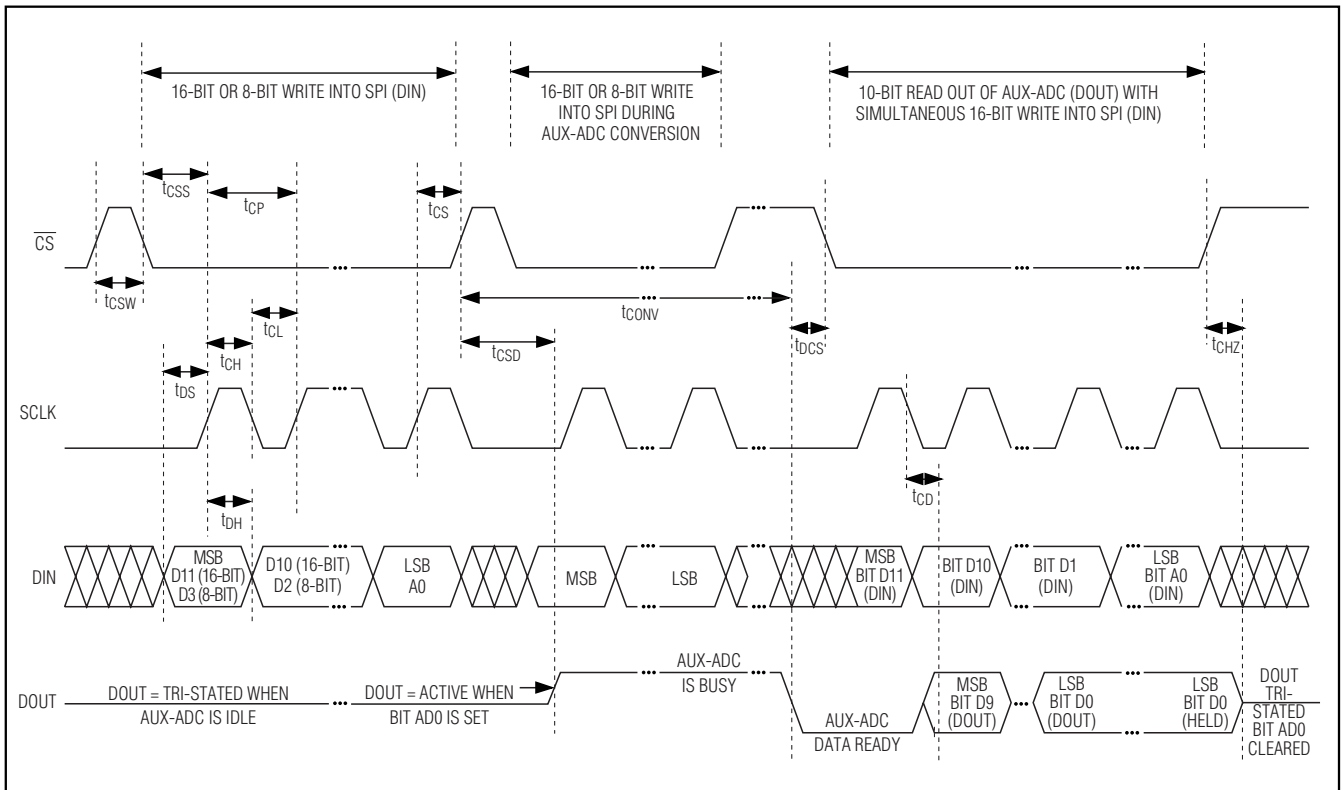 16-BIT OR 8-BIT WRITE INTO SPI (DIN)
16-BIT OR 8-BIT WRITE
INTO SPI DURING
AUX-ADC CONVERSION
10-BIT READ OUT OF AUX-ADC (DOUT) WITH
SIMULTANEOUS 16-BIT WRITE INTO SPI (DIN)
tCSS
tCP
tCS
CS
tCSW
tCONV
tCL
tCSD
tDCS
tCHZ
tCH
tDS
SCLK
tCD
tDH
DIN
MSB
D11 (16-BIT)
D3 (8-BIT)
D10 (16-BIT)
D2 (8-BIT)
LSB
A0
MSB
LSB
MSB
BIT D11
(DIN)
BIT D10
(DIN)
BIT D1
(DIN)
LSB
BIT A0
(DIN)
DOUT
DOUT = TRI-STATED WHEN
AUX-ADC IS IDLE
DOUT = ACTIVE WHEN
BIT AD0 IS SET
AUX-ADC
IS BUSY
AUX-ADC
DATA READY
MSB
BIT D9
(DOUT)
LSB
BIT D0
(DOUT)
LSB
BIT D0
(HELD)
DOUT
TRI-
STATED
BIT AD0
CLEARED